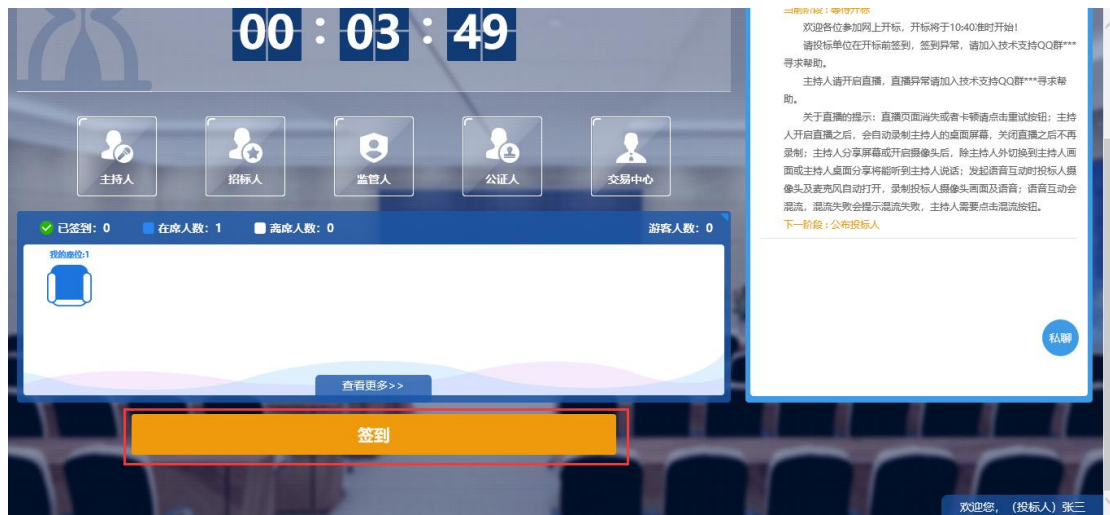 00 : 03 : 49
主持人
招标人
监管人
公证人
交易中心
已签到: 0 在席人数: 1 离席人数: 0 游客人数: 0
我的座位:1
查看更多>>
签到
当前阶段 : 等待开标
欢迎各位参加网上开标，开标将于10:40准时开始!
请投标单位在开标前签到，签到异常，请加入技术支持QQ群***
寻求帮助。
主持人请开启直播，直播异常请加入技术支持QQ群***寻求帮
助。
关于直播的提示：直播页面消失或者卡顿请点击重试按钮；主持
人开启直播之后，会自动录制主持人的桌面屏幕，关闭直播之后不再
录制；主持人分享屏幕或开启摄像头后，除主持人外切换到主持人画
面或主持人桌面分享将能听到主持人说话；发起语音互动时投标人摄
像头及麦克风自动打开，录制投标人摄像头画面及语音；语音互动会
混流，混流失败会提示混流失败，主持人需要点击混流按钮。
下一阶段 : 公布投标人
私聊
欢迎您，（投标人）张三